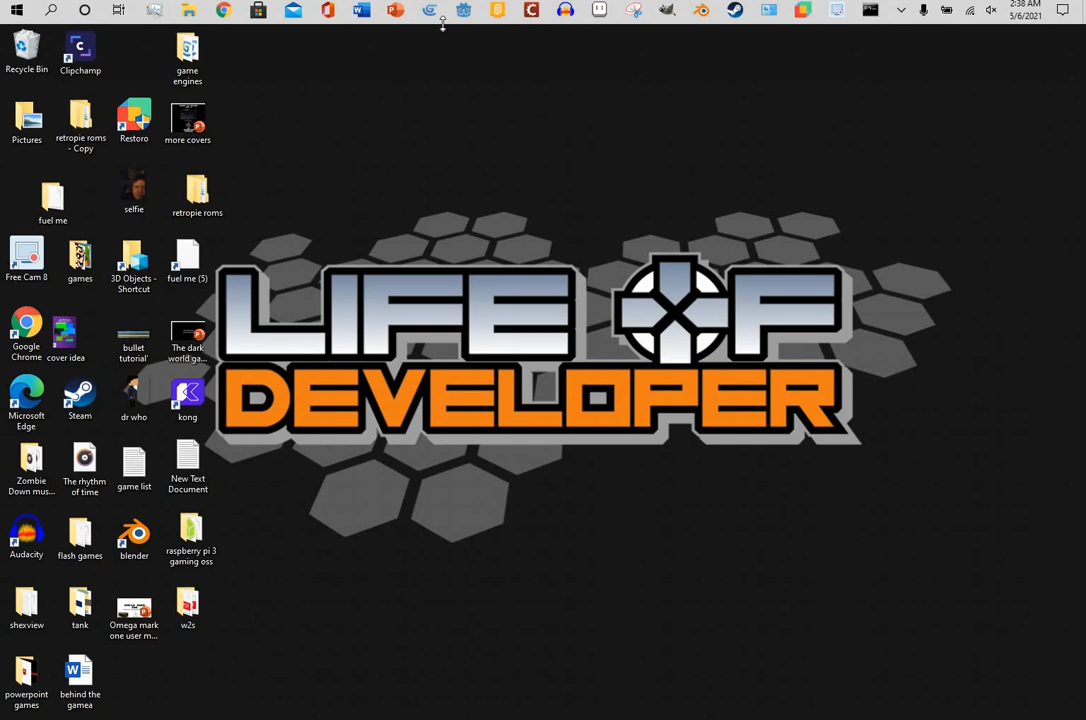 2:38 AM
5/6/2021
Recycle Bin
Clipchamp
game
engines
Pictures
retropie roms
- Copy
Restoro
more covers
fuel me
selfie
retropie roms
Free Cam 8
games
3D Objects -
Shortcut
fuel me (5)
Google
Chrome
cover idea
bullet
tutorial'
The dark
world ga...
Microsoft
Edge
Steam
dr who
kong
Zombie
Down mus...
The rhythm
of time
game list
New Text
Document
Audacity
flash games
blender
raspberry pi 3
gaming oss
shexview
tank
Omega mark
one user m...
w2s
powerpoint
games
behind the
gamea
LIFE OF
DEVELOPER